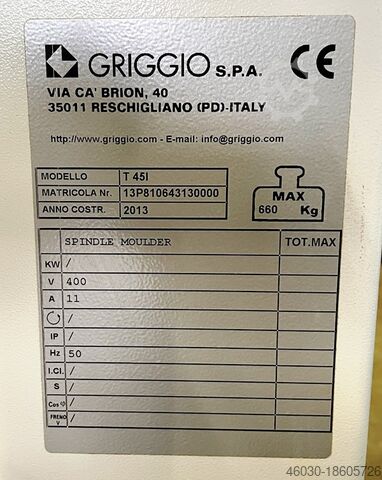 GRIGGIO S.P.A. CE
VIA CA' BRION, 40
35011 RESCHIGLIANO (PD)-ITALY
http://www.griggio.com - E-mail: info@griggio.com
MODELLO T 45I
MATRICOLA Nr. 13P810643130000
ANNO COSTR. 2013
MAX
660 Kg
SPINDLE MOULDER TOT.MAX
KW /
V 400
A 11
/
IP /
Hz 50
I.Cl. /
S /
Cosφ /
FRENO V /
46030-18605726